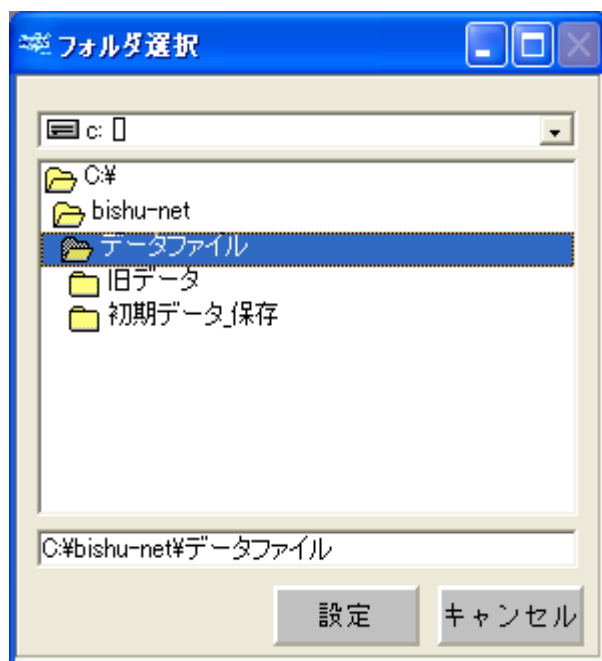 フォルダ選択
c: []
C:¥
bishu-net
データファイル
旧データ
初期データ_保存
C:¥bishu-net¥データファイル
設定 キャンセル